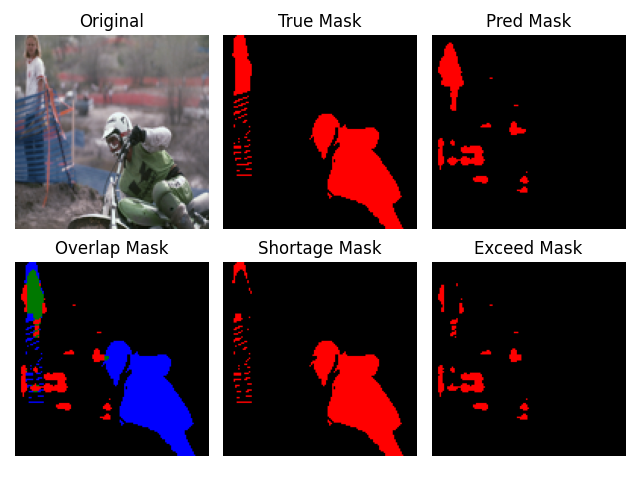 Original
True Mask
Pred Mask
Overlap Mask
Shortage Mask
Exceed Mask